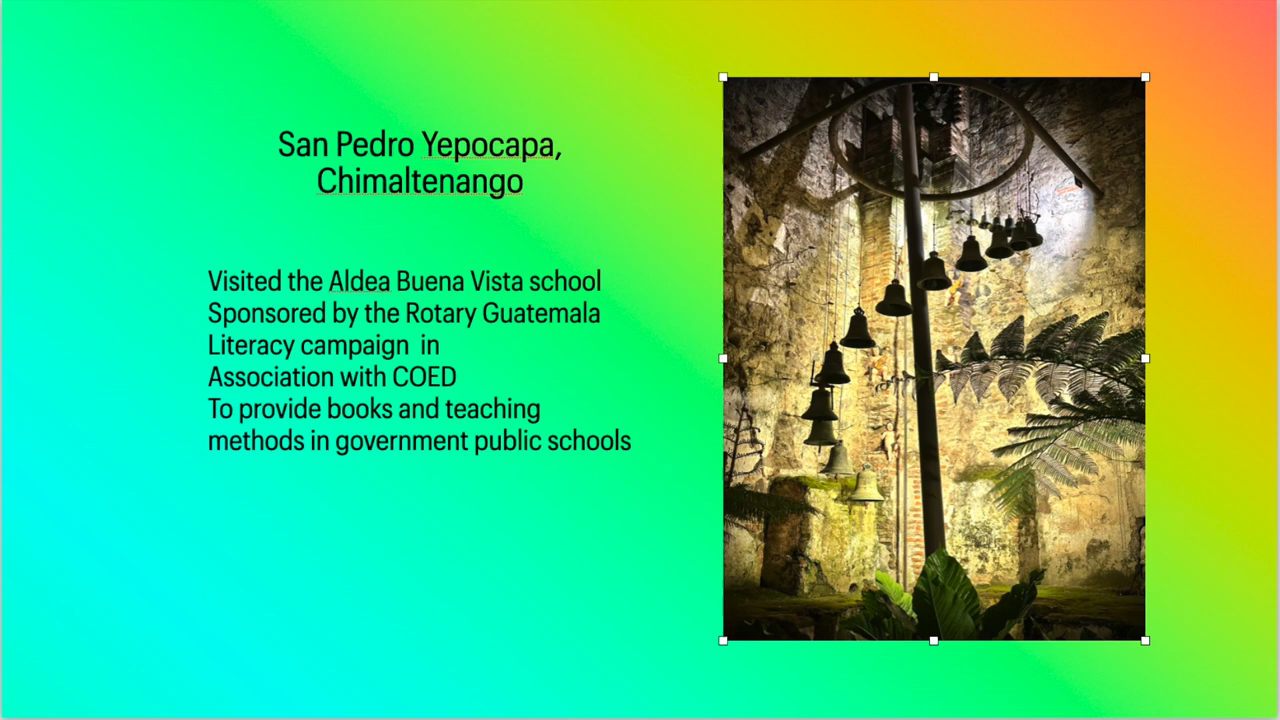 San Pedro Yepocapa,
Chimaltenango
Visited the Aldea Buena Vista school
Sponsored by the Rotary Guatemala
Literacy campaign  in
Association with COED
To provide books and teaching
methods in government public schools